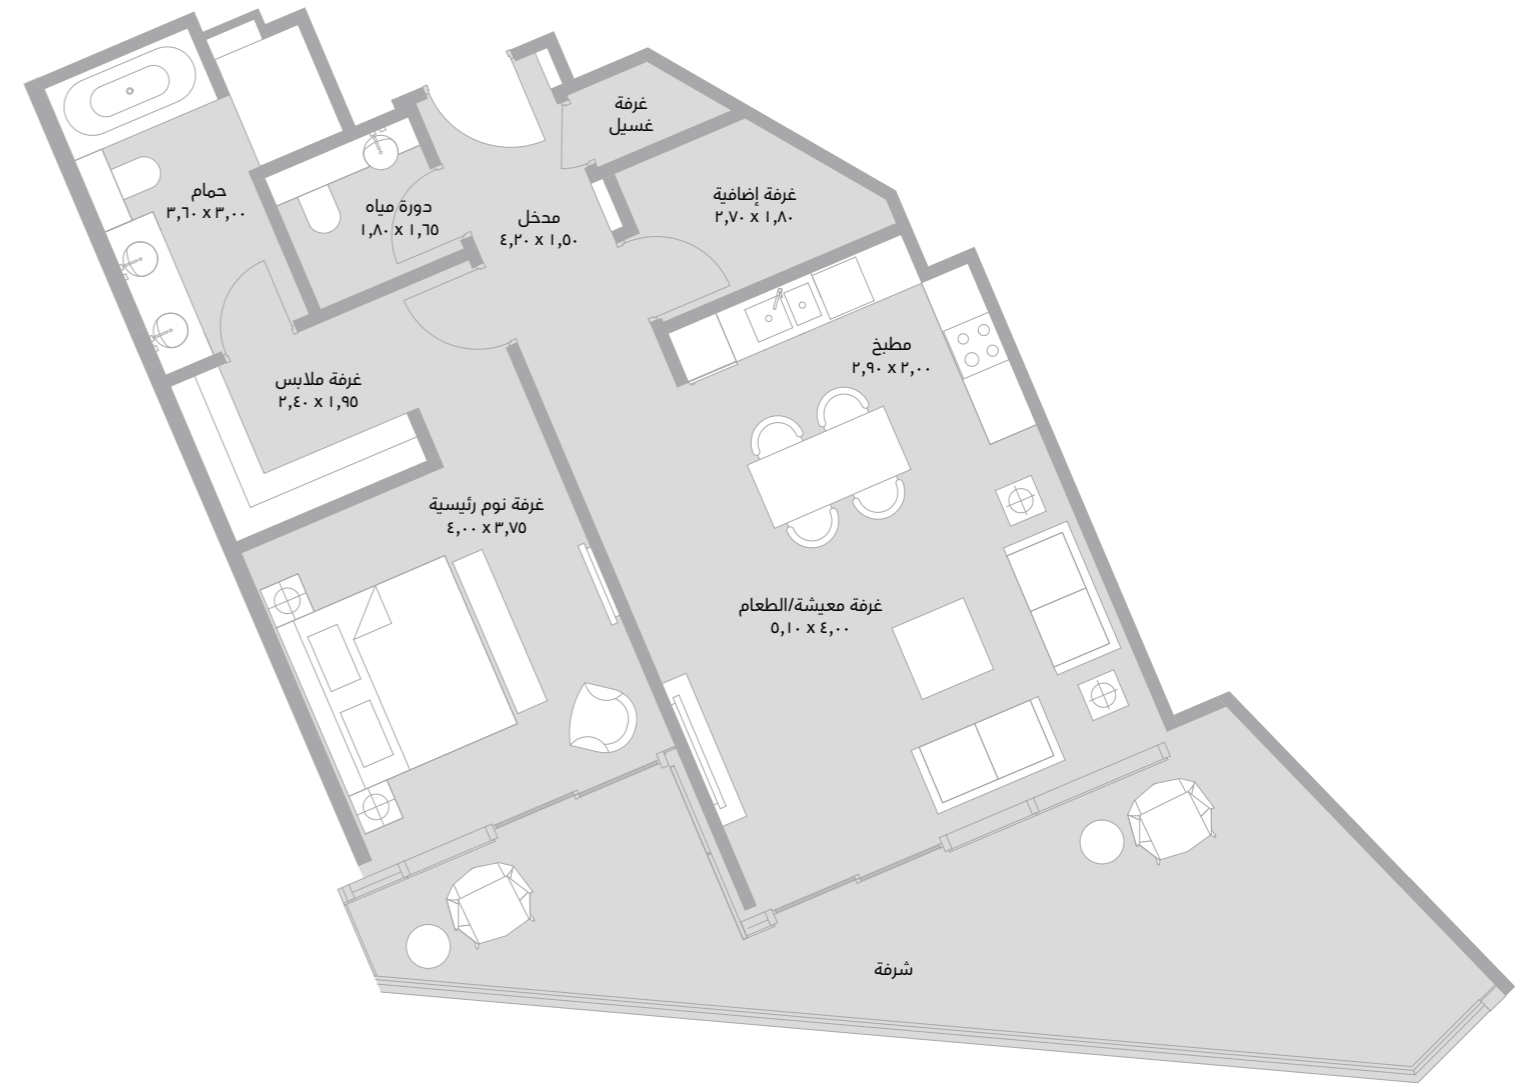 غرفة
غسيل
حمام
٣,٦٠ x ٣,٠٠
دورة مياه
١,٨٠ x ١,٦٥
مدخل
٤,٢٠ x ١,٥٠
غرفة إضافية
٢,٧٠ x ١,٨٠
مطبخ
٢,٩٠ x ٢,٠٠
غرفة ملابس
٢,٤٠ x ١,٩٥
غرفة نوم رئيسية
٤,٠٠ x ٣,٧٥
غرفة معيشة/الطعام
٥,١٠ x ٤,٠٠
شرفة